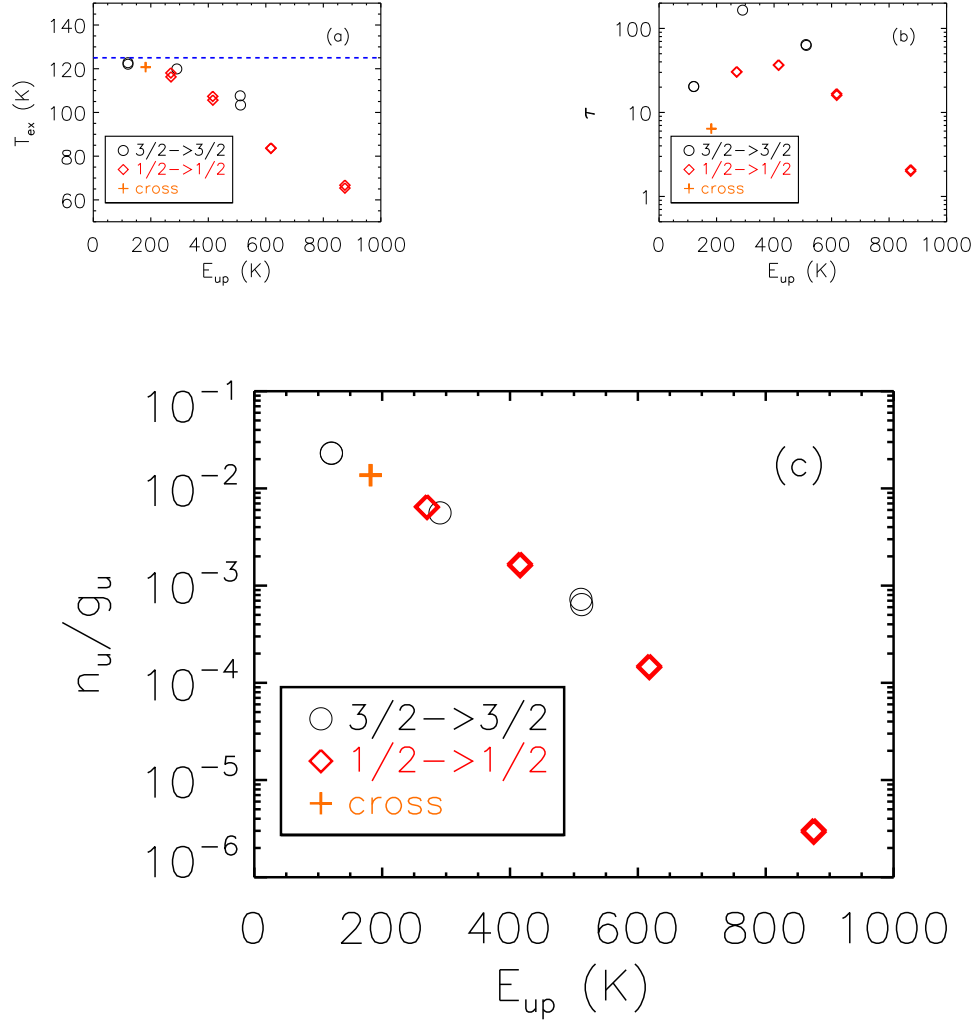 (a)
T_ex (K)
140
120
100
80
60
3/2->3/2
1/2->1/2
cross
0 200 400 600 800 1000
E_up (K)
(b)
τ
100
10
1
3/2->3/2
1/2->1/2
cross
0 200 400 600 800 1000
E_up (K)
(c)
n_u/g_u
10^-1
10^-2
10^-3
10^-4
10^-5
10^-6
3/2->3/2
1/2->1/2
cross
0 200 400 600 800 1000
E_up (K)